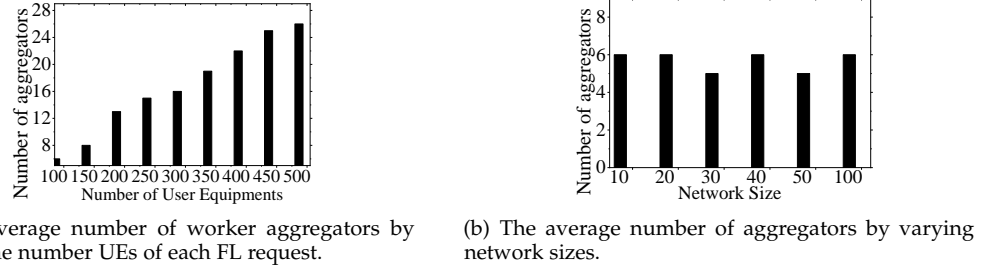 28
24
20
16
12
8
Number of aggregators
100 150 200 250 300 350 400 450 500
Number of User Equipments
8
6
4
2
0
Number of aggregators
10 20 30 40 50 100
Network Size
verage number of worker aggregators by
number UEs of each FL request.
(b) The average number of aggregators by varying
network sizes.